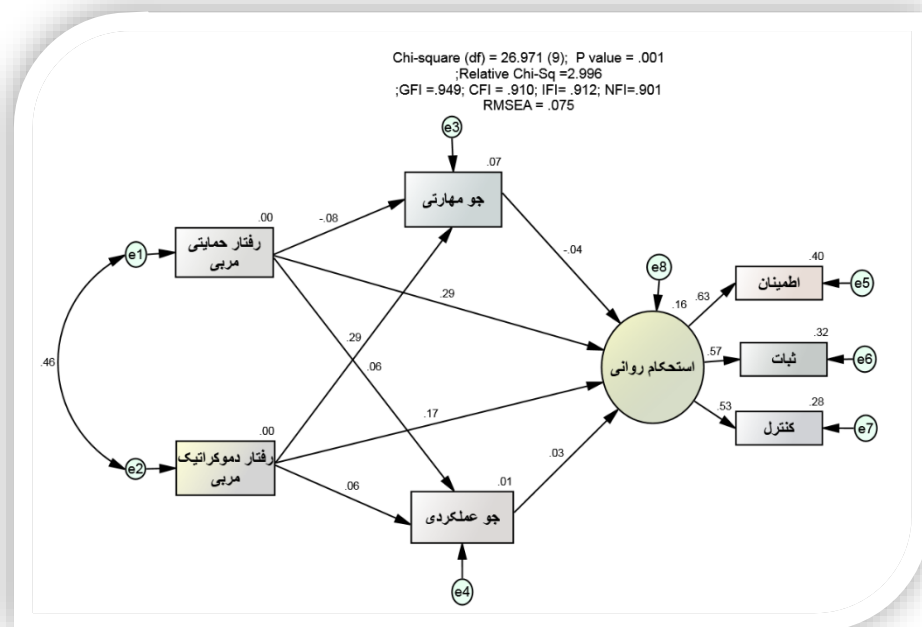 Chi-square (df) = 26.971 (9);  P value = .001
;Relative Chi-Sq =2.996
;GFI =.949; CFI = .910; IFI= .912; NFI=.901
RMSEA = .075
e3
.07
جو مهارتی
.00
-.08
-.04
e1
رفتار حمایتی
مربی
e8
.40
اطمینان
e5
.29
.16
.63
.46
.29
.06
استحکام روانی
.57
.32
ثبات
e6
.17
.53
.28
کنترل
e7
.00
e2
رفتار دموکراتیک
مربی
.06
.03
.01
جو عملکردی
e4